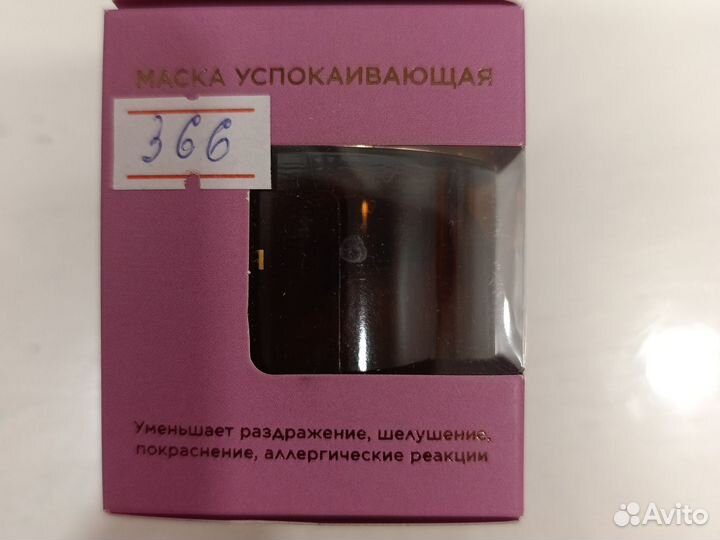 МАСКА УСПОКАИВАЮЩАЯ
366
Уменьшает раздражение, шелушение,
покраснение, аллергические реакции
Avito